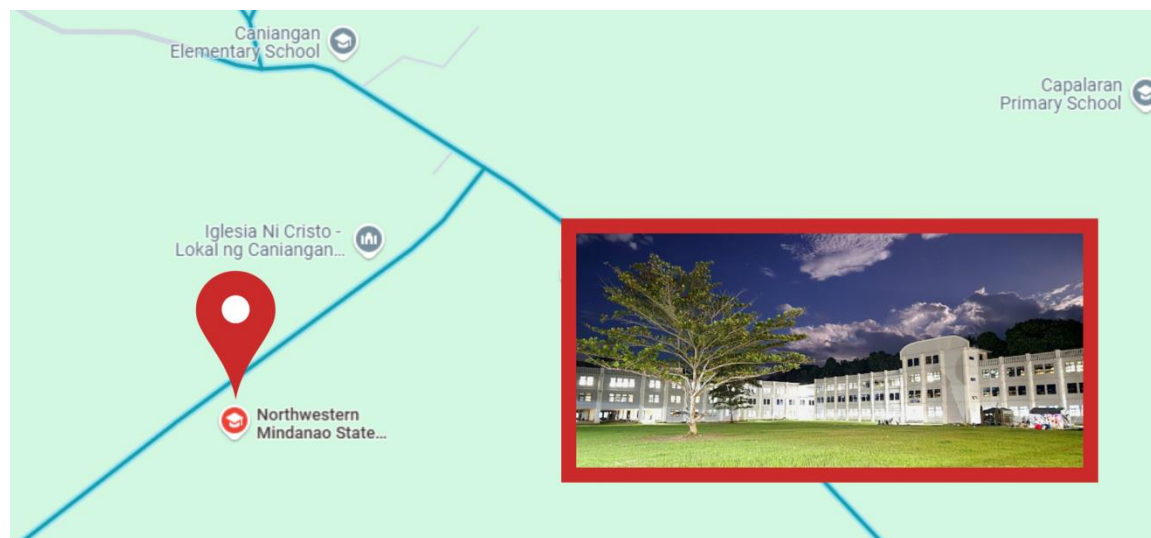 Caniangan
Elementary School
Capalaran
Primary School
Iglesia Ni Cristo -
Lokal ng Caniangan...
Northwestern
Mindanao State...